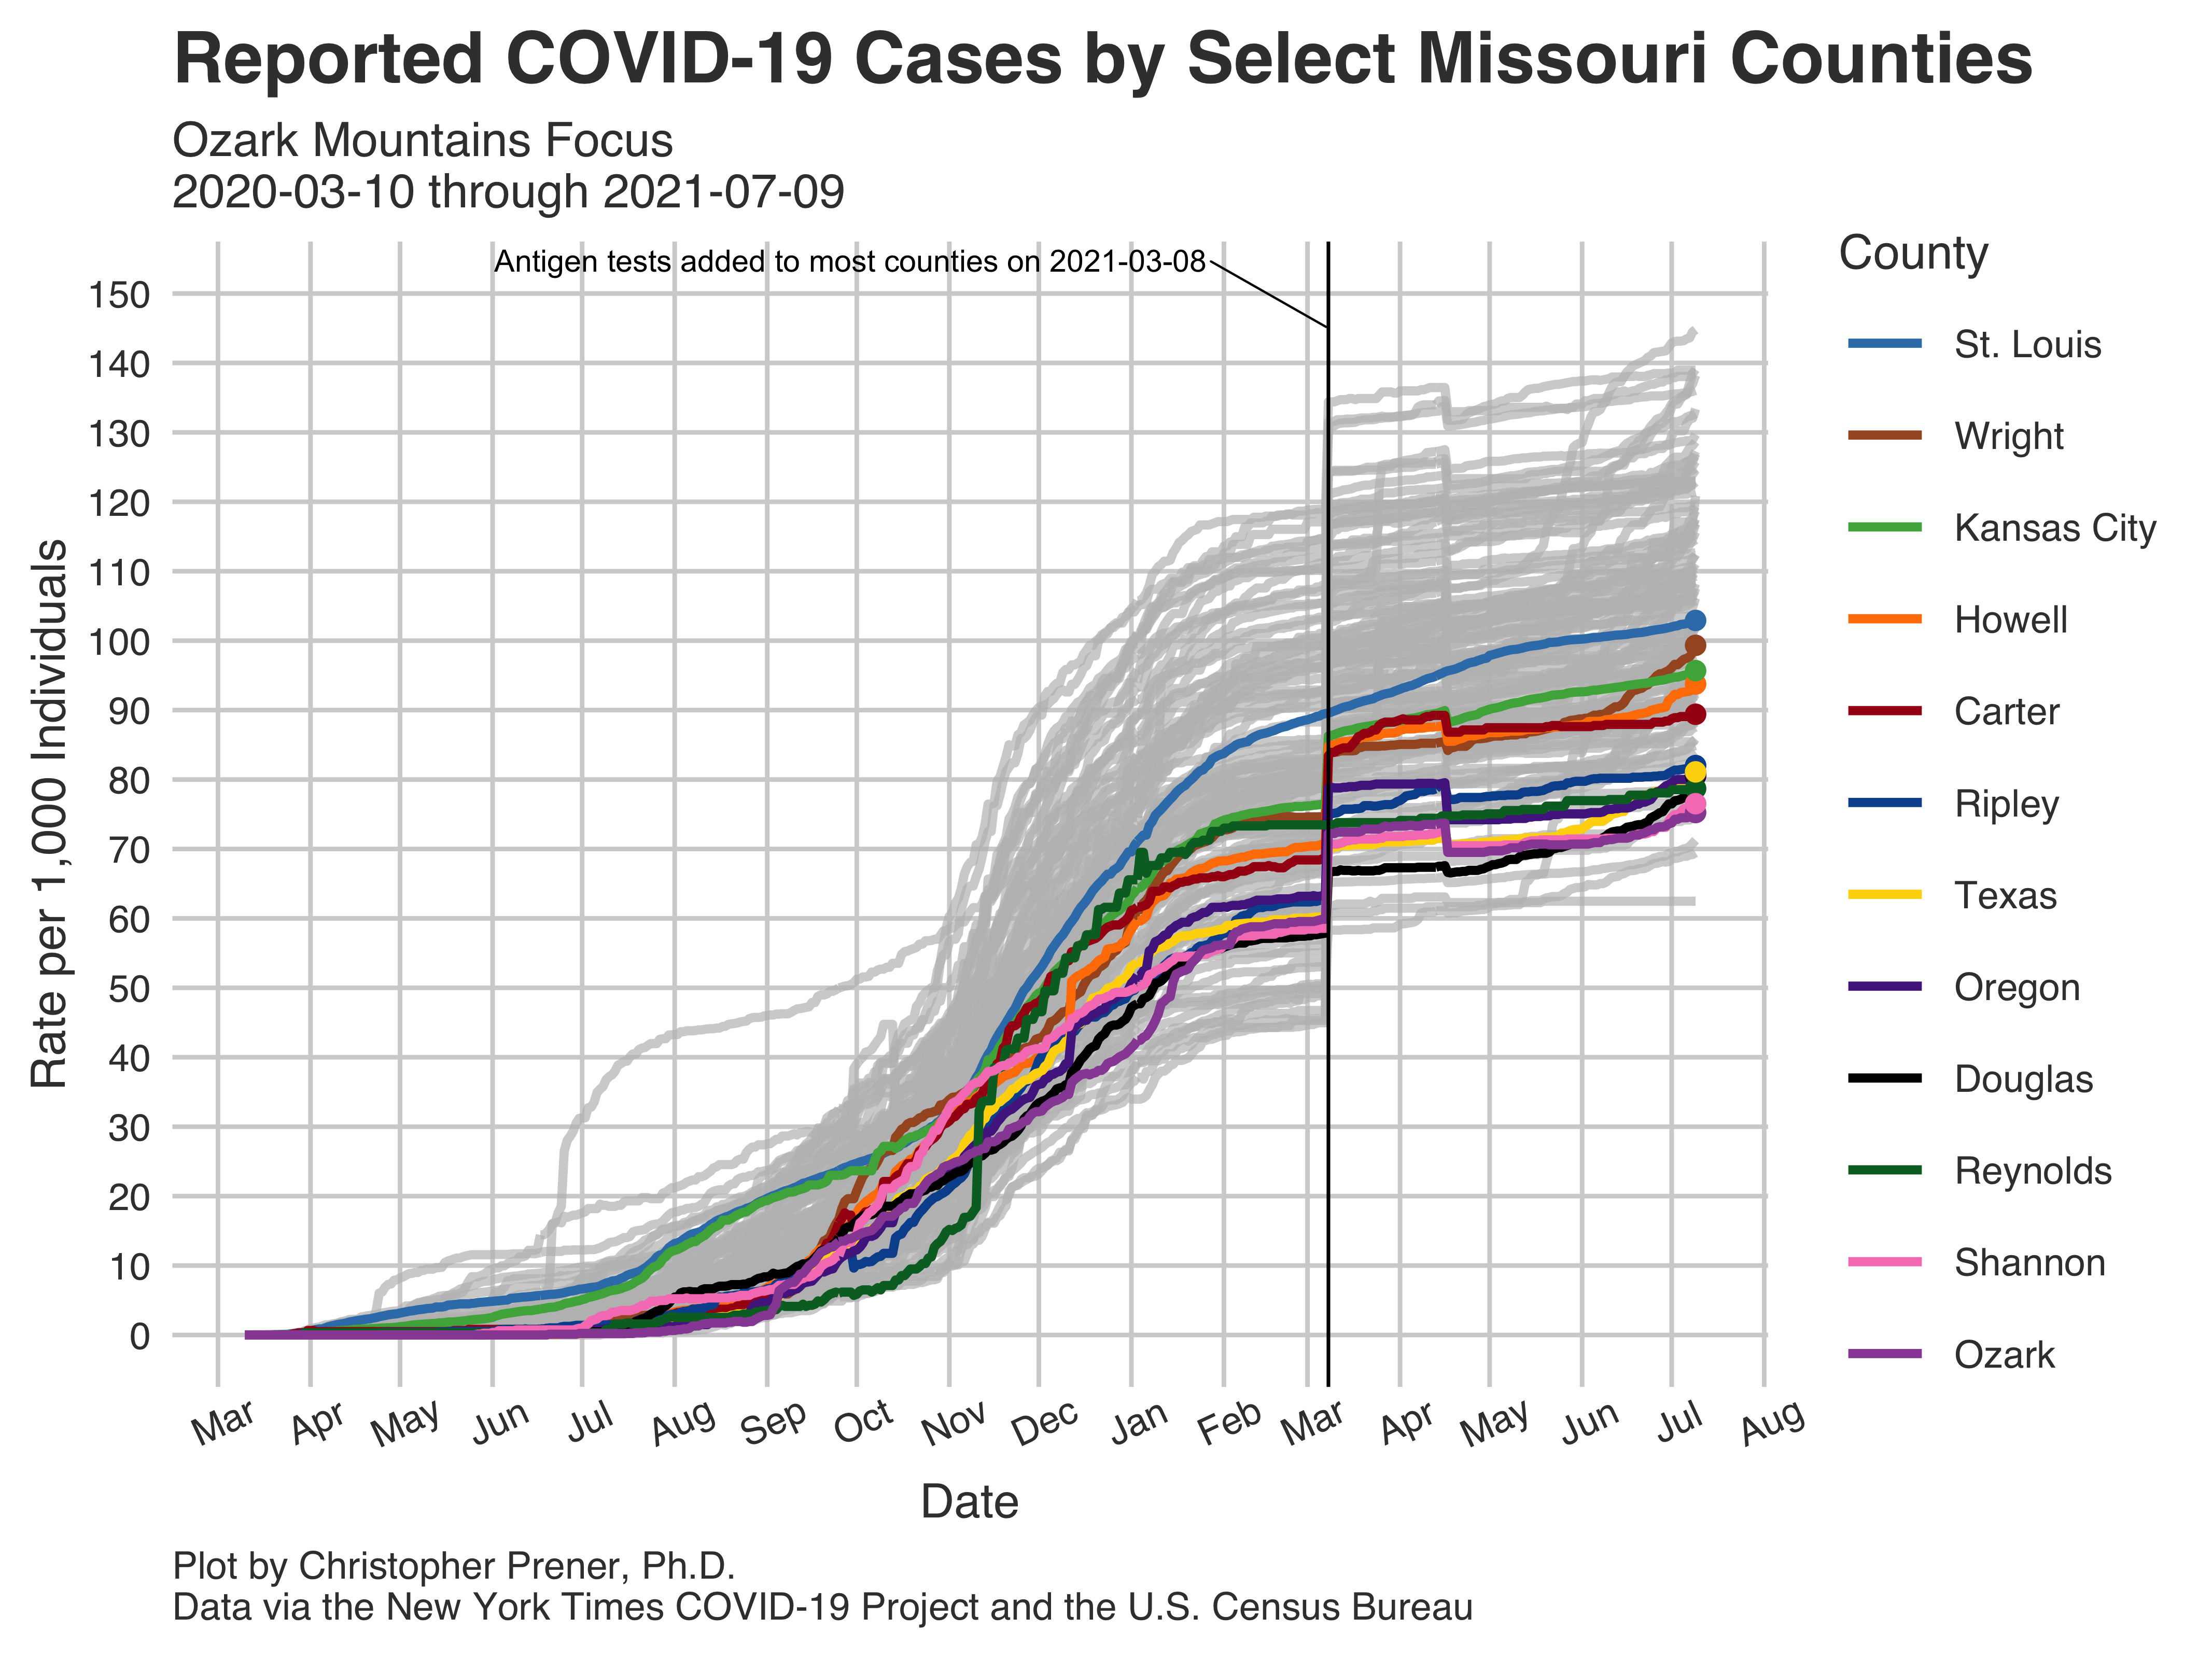 Reported COVID-19 Cases by Select Missouri Counties
Ozark Mountains Focus
2020-03-10 through 2021-07-09
Antigen tests added to most counties on 2021-03-08
Rate per 1,000 Individuals
150
140
130
120
110
100
90
80
70
60
50
40
30
20
10
0
Mar Apr May Jun Jul Aug Sep Oct Nov Dec Jan Feb Mar Apr May Jun Jul Aug
Date
County
St. Louis
Wright
Kansas City
Howell
Carter
Ripley
Texas
Oregon
Douglas
Reynolds
Shannon
Ozark
Plot by Christopher Prener, Ph.D.
Data via the New York Times COVID-19 Project and the U.S. Census Bureau